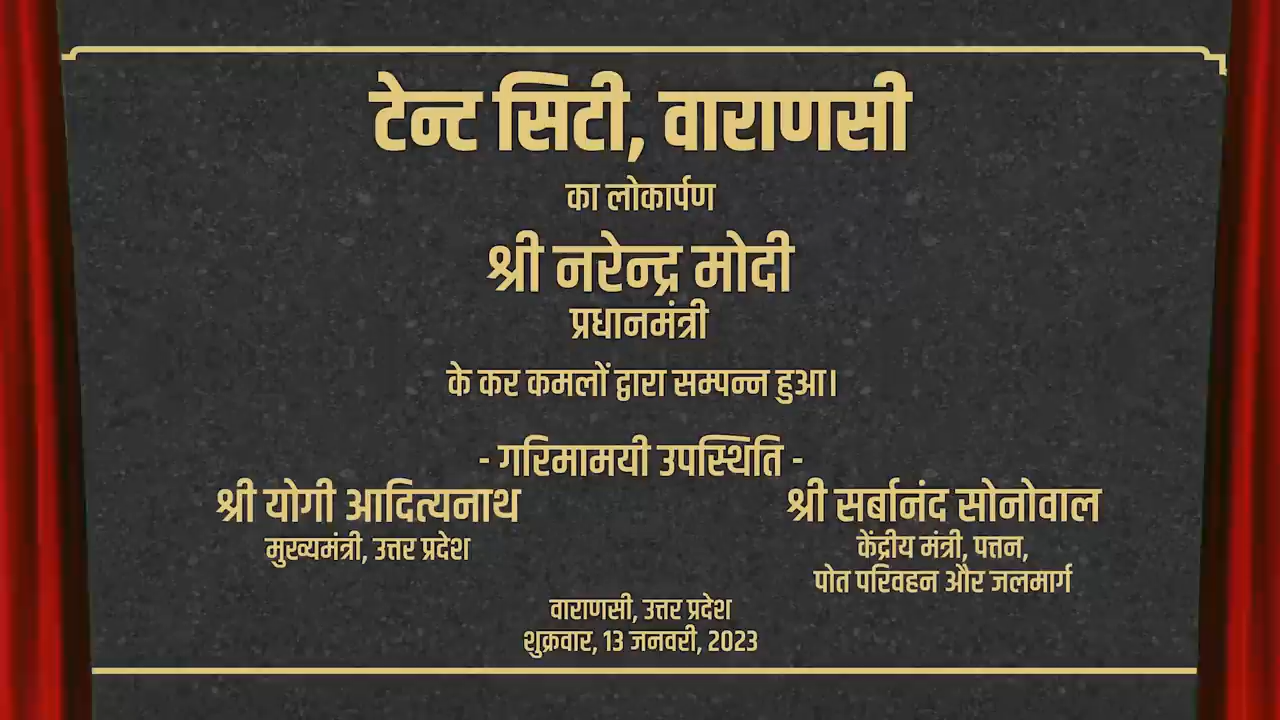 टेन्ट सिटी, वाराणसी
का लोकार्पण
श्री नरेन्द्र मोदी
प्रधानमंत्री
के कर कमलों द्वारा सम्पन्न हुआ।
- गरिमामयी उपस्थिति -
श्री योगी आदित्यनाथ
मुख्यमंत्री, उत्तर प्रदेश
श्री सर्बानंद सोनोवाल
केंद्रीय मंत्री, पत्तन,
पोत परिवहन और जलमार्ग
वाराणसी, उत्तर प्रदेश
शुक्रवार, 13 जनवरी, 2023